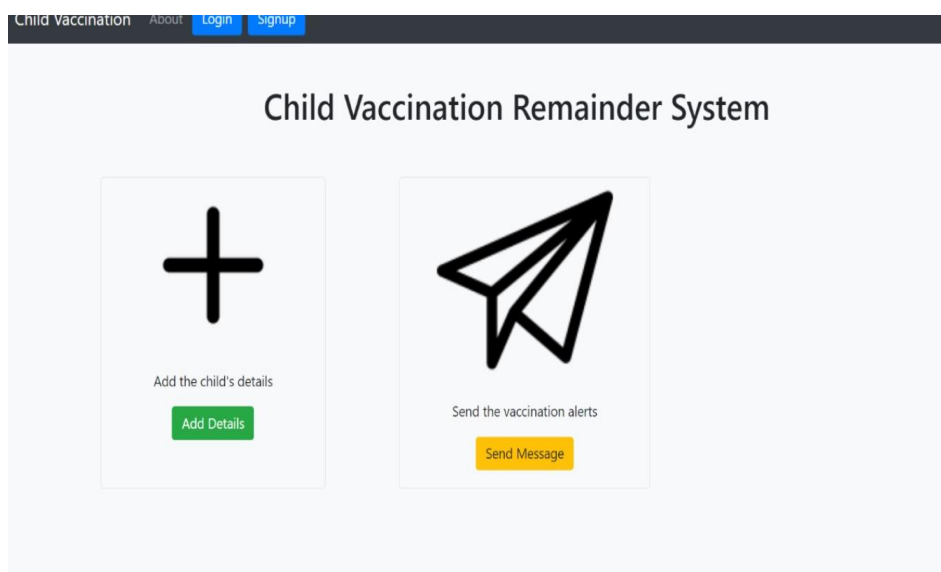 Child Vaccination About Login Signup
Child Vaccination Remainder System
Add the child's details
Add Details
Send the vaccination alerts
Send Message